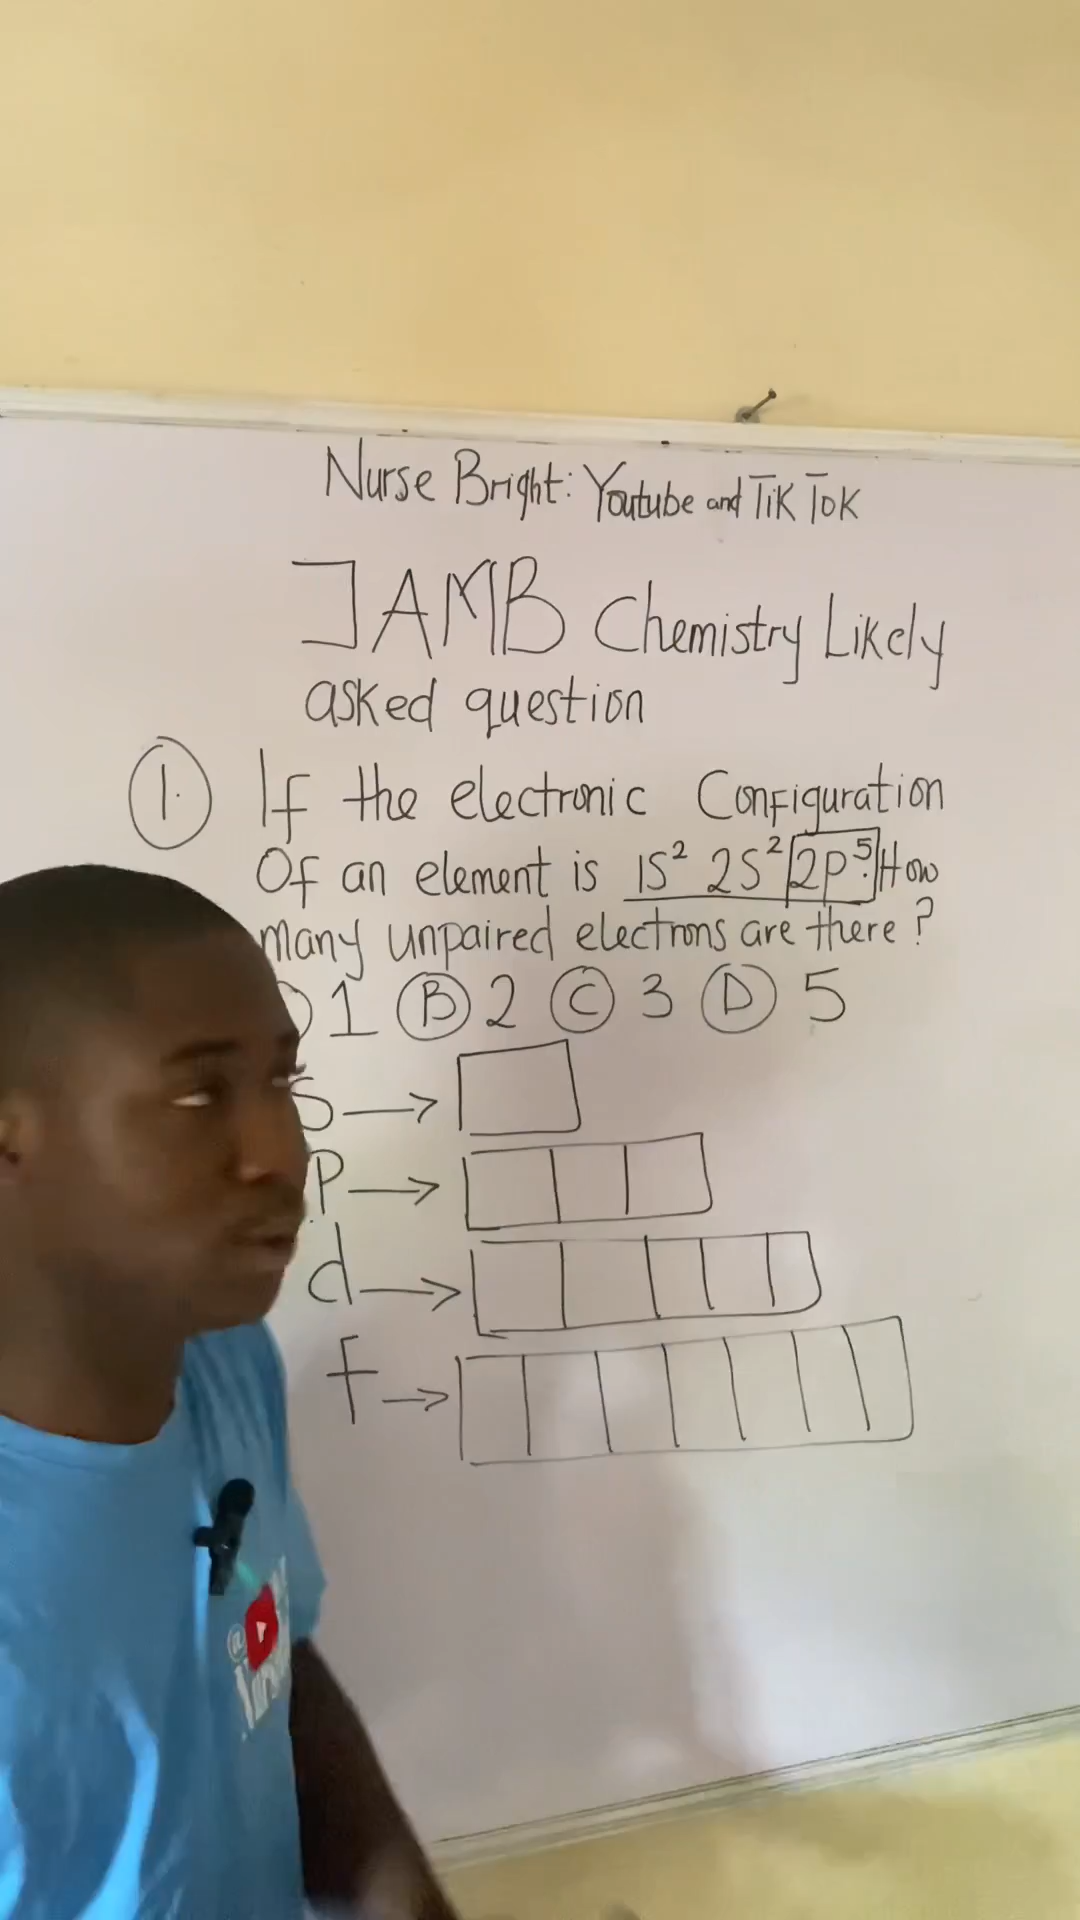 Nurse Bright: Youtube and TikTok
JAMB Chemistry Likely
asked question
1. If the electronic Configuration
Of an element is 1S² 2S² 2P⁵. How
many unpaired electrons are there?
1 B 2 C 3 D 5
S →
P →
d →
f →
@